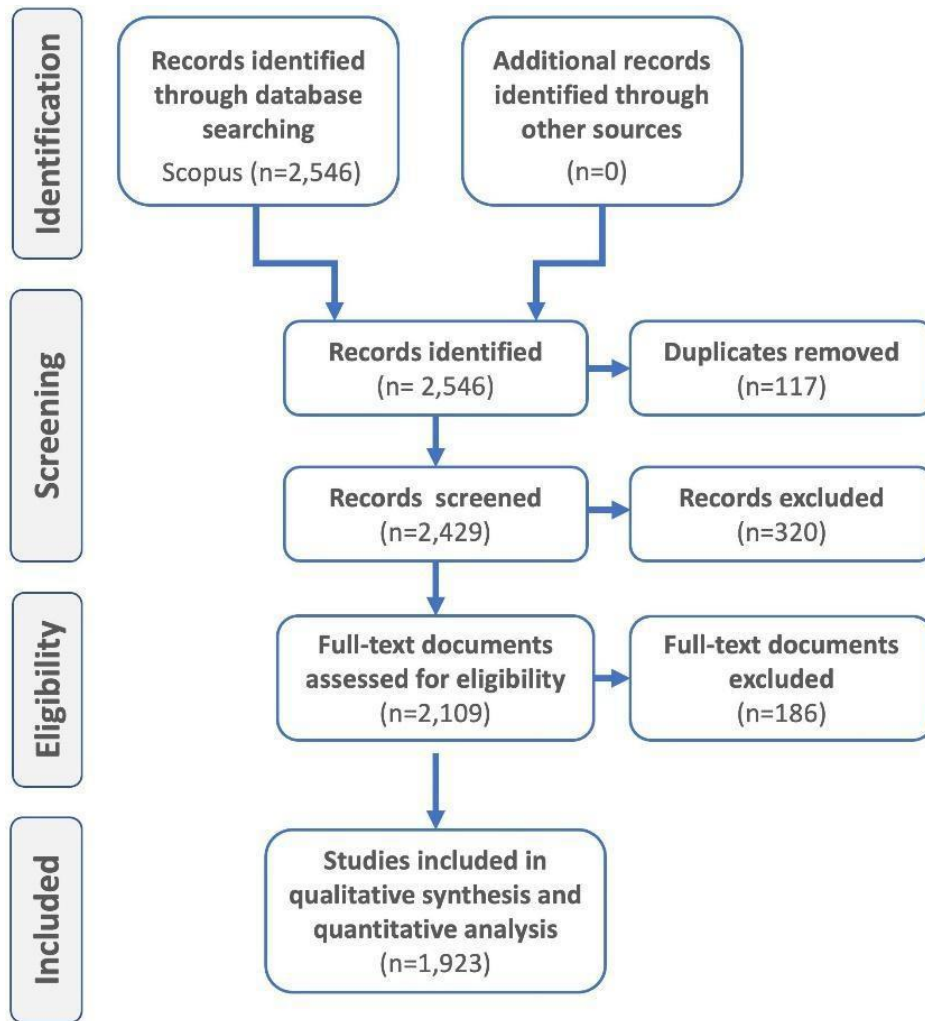 Identification
Records identified
through database
searching
Scopus (n=2,546)
Additional records
identified through
other sources
(n=0)
Screening
Records identified
(n= 2,546)
Duplicates removed
(n=117)
Records screened
(n=2,429)
Records excluded
(n=320)
Eligibility
Full-text documents
assessed for eligibility
(n=2,109)
Full-text documents
excluded
(n=186)
Included
Studies included in
qualitative synthesis and
quantitative analysis
(n=1,923)